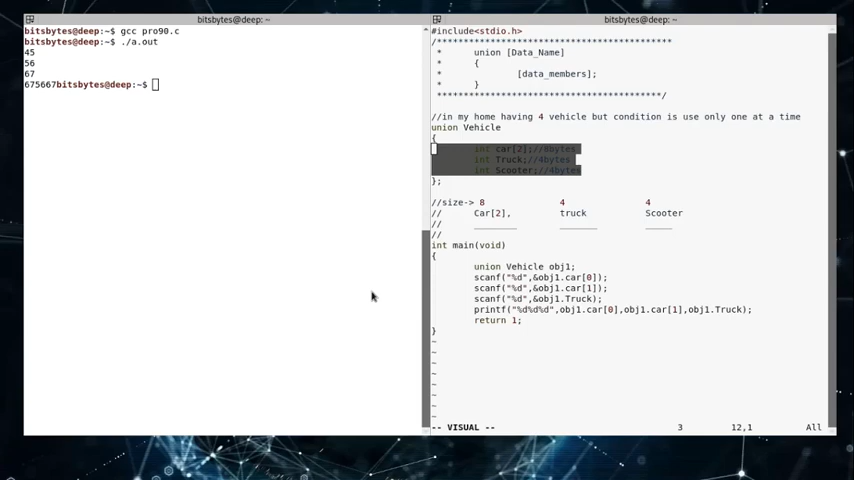 bitsbytes@deep: ~
bitsbytes@deep:~$ gcc pro90.c
bitsbytes@deep:~$ ./a.out
45
56
67
675667bitsbytes@deep:~$
bitsbytes@deep: ~
#include<stdio.h>
/********************************************
*      union [Data_Name]
*      {
*              [data_members];
*      }
******************************************/
//in my home having 4 vehicle but condition is use only one at a time
union Vehicle
{
int car[2];//8bytes
int Truck;//4bytes
int Scooter;//4bytes
};
//size-> 8              4               4
//      Car[2],         truck           Scooter
//      ________        _______         _____
//
int main(void)
{
union Vehicle obj1;
scanf("%d",&obj1.car[0]);
scanf("%d",&obj1.car[1]);
scanf("%d",&obj1.Truck);
printf("%d%d%d",obj1.car[0],obj1.car[1],obj1.Truck);
return 1;
}
~
~
~
~
~
~
~
~
-- VISUAL --                    3       12,1    All